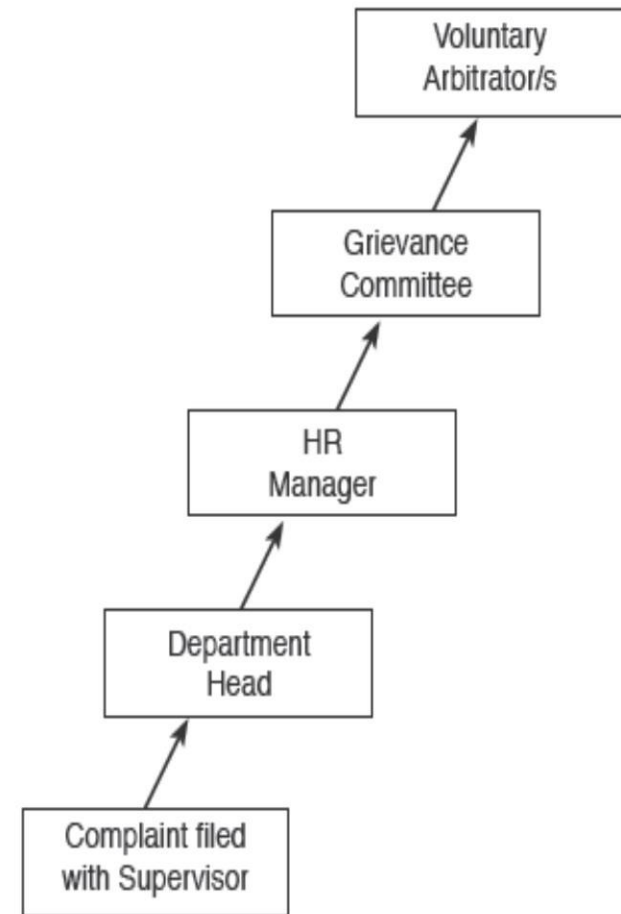 Voluntary
Arbitrator/s
Grievance
Committee
HR
Manager
Department
Head
Complaint filed
with Supervisor